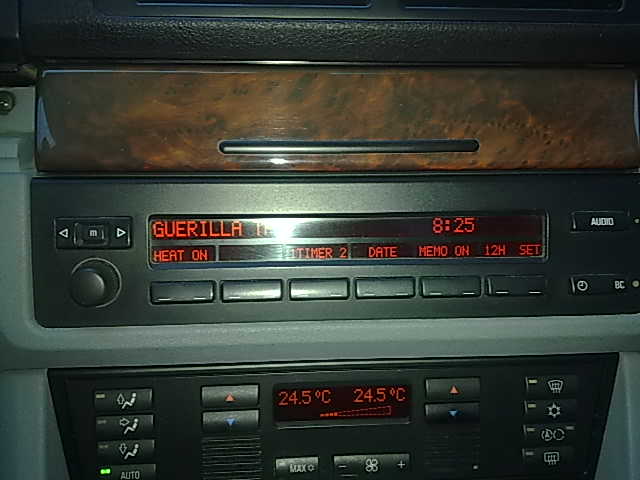 GUERILLA 8:25
HEAT ON TIMER 2 DATE MEMO ON 12H SET
m
AUDIO
BC
24.5°C 24.5°C
MAX - +
AUTO